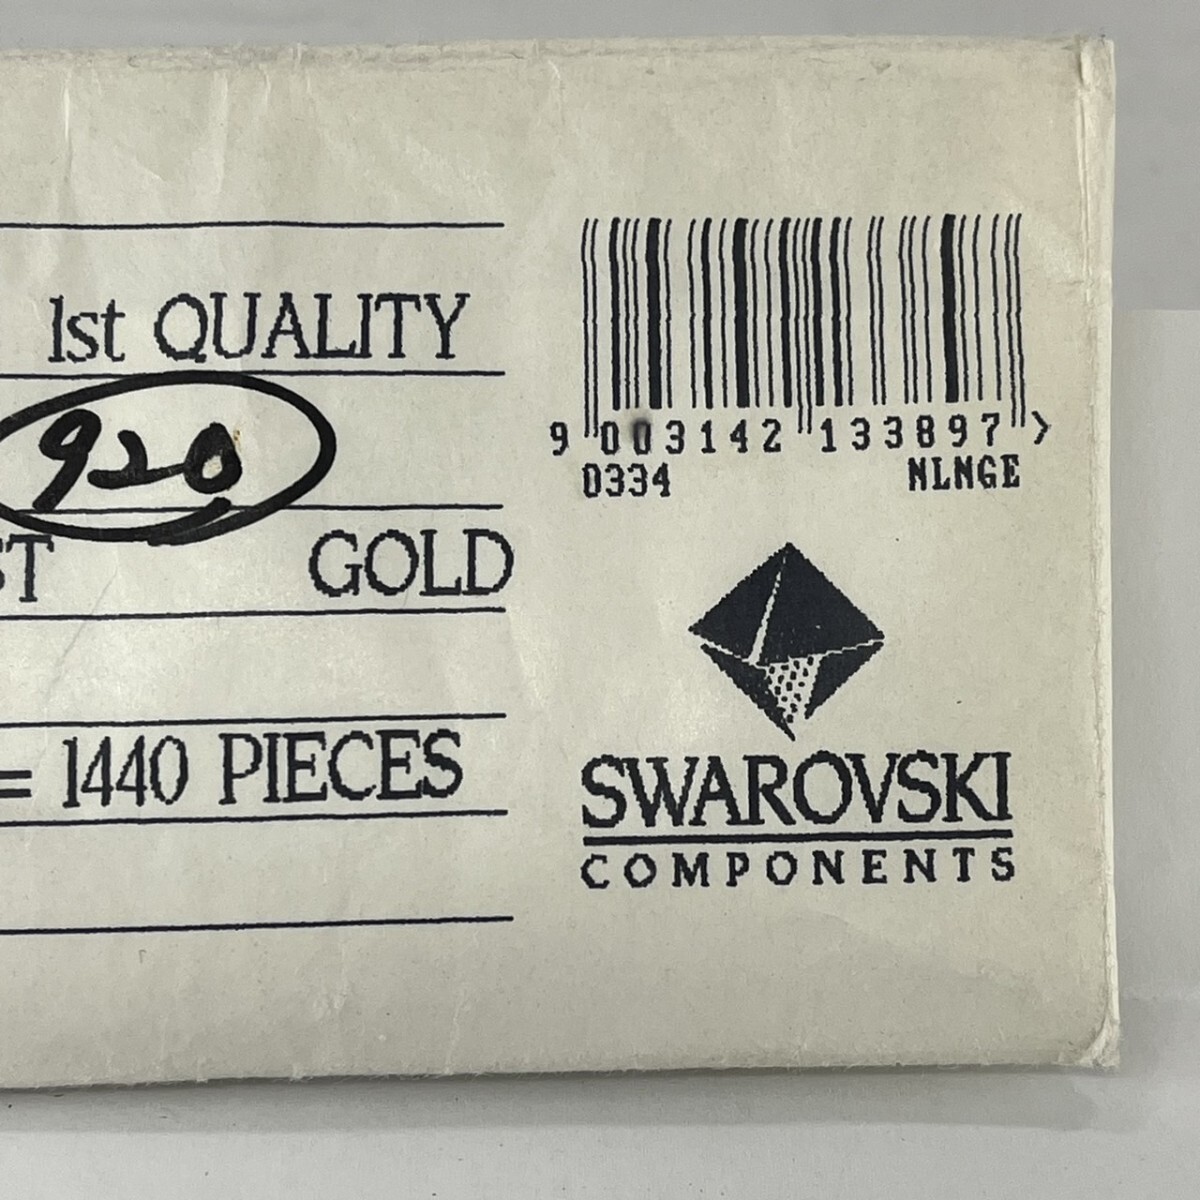 1st QUALITY
920
ST GOLD
= 1440 PIECES
9 003142 133897 >
0334 NLNGE
SWAROVSKI
COMPONENTS